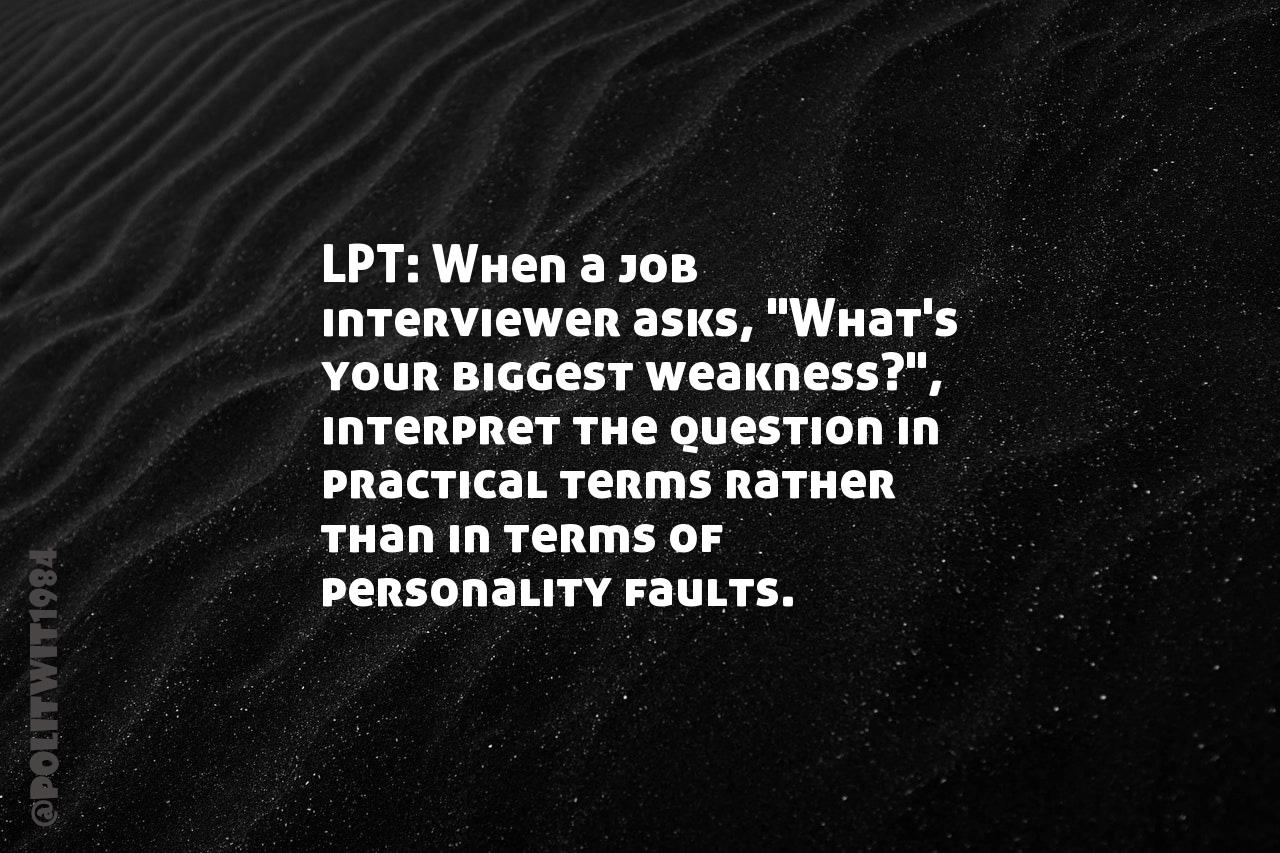 LPT: When a job
interviewer asks, "What's
your biggest weakness?",
interpret the question in
practical terms rather
than in terms of
personality faults.
@POLITWIT1984